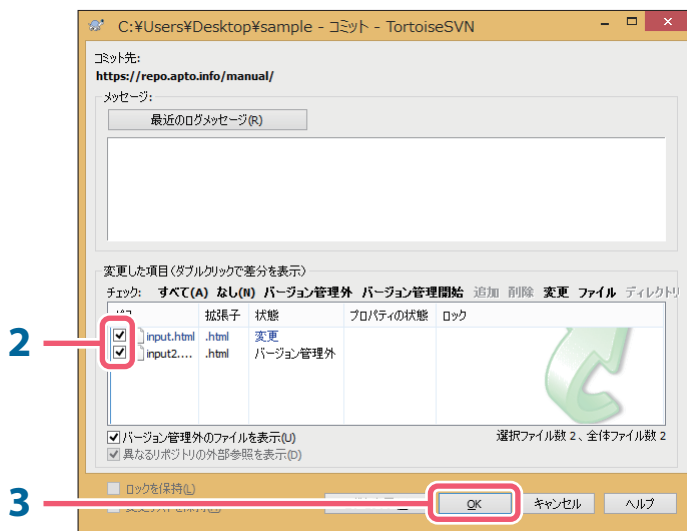 C:¥Users¥Desktop¥sample - コミット - TortoiseSVN
コミット先:
https://repo.apto.info/manual/
メッセージ:
最近のログメッセージ(R)
変更した項目(ダブルクリックで差分を表示)
チェック: すべて(A) なし(N) バージョン管理外 バージョン管理開始 追加 削除 変更 ファイル ディレクトリ
拡張子 状態 プロパティの状態 ロック
2
input.html .html 変更
input2.... .html バージョン管理外
バージョン管理外のファイルを表示(U) 選択ファイル数 2、全体ファイル数 2
異なるリポジトリの外部参照を表示(D)
ロックを保持(L)
3
OK キャンセル ヘルプ